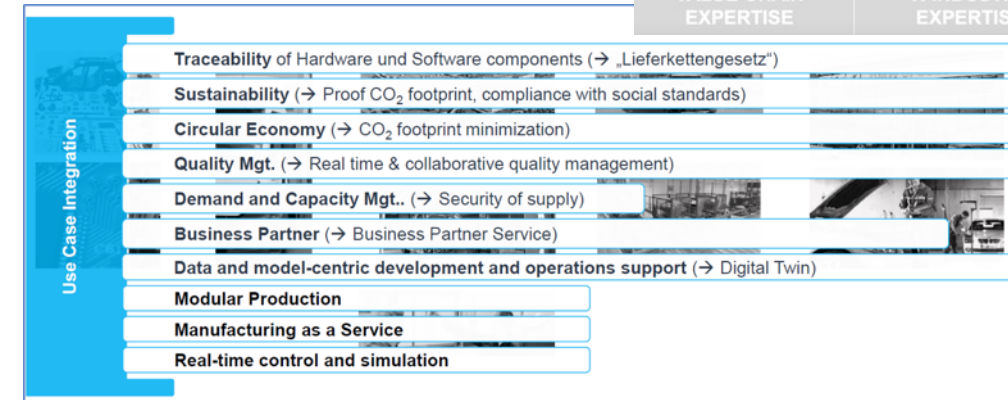 EXPERTISE
EXPERTIS
Use Case Integration
Traceability of Hardware und Software components (→ „Lieferkettengesetz“)
Sustainability (→ Proof CO₂ footprint, compliance with social standards)
Circular Economy (→ CO₂ footprint minimization)
Quality Mgt. (→ Real time & collaborative quality management)
Demand and Capacity Mgt.. (→ Security of supply)
Business Partner (→ Business Partner Service)
Data and model-centric development and operations support (→ Digital Twin)
Modular Production
Manufacturing as a Service
Real-time control and simulation